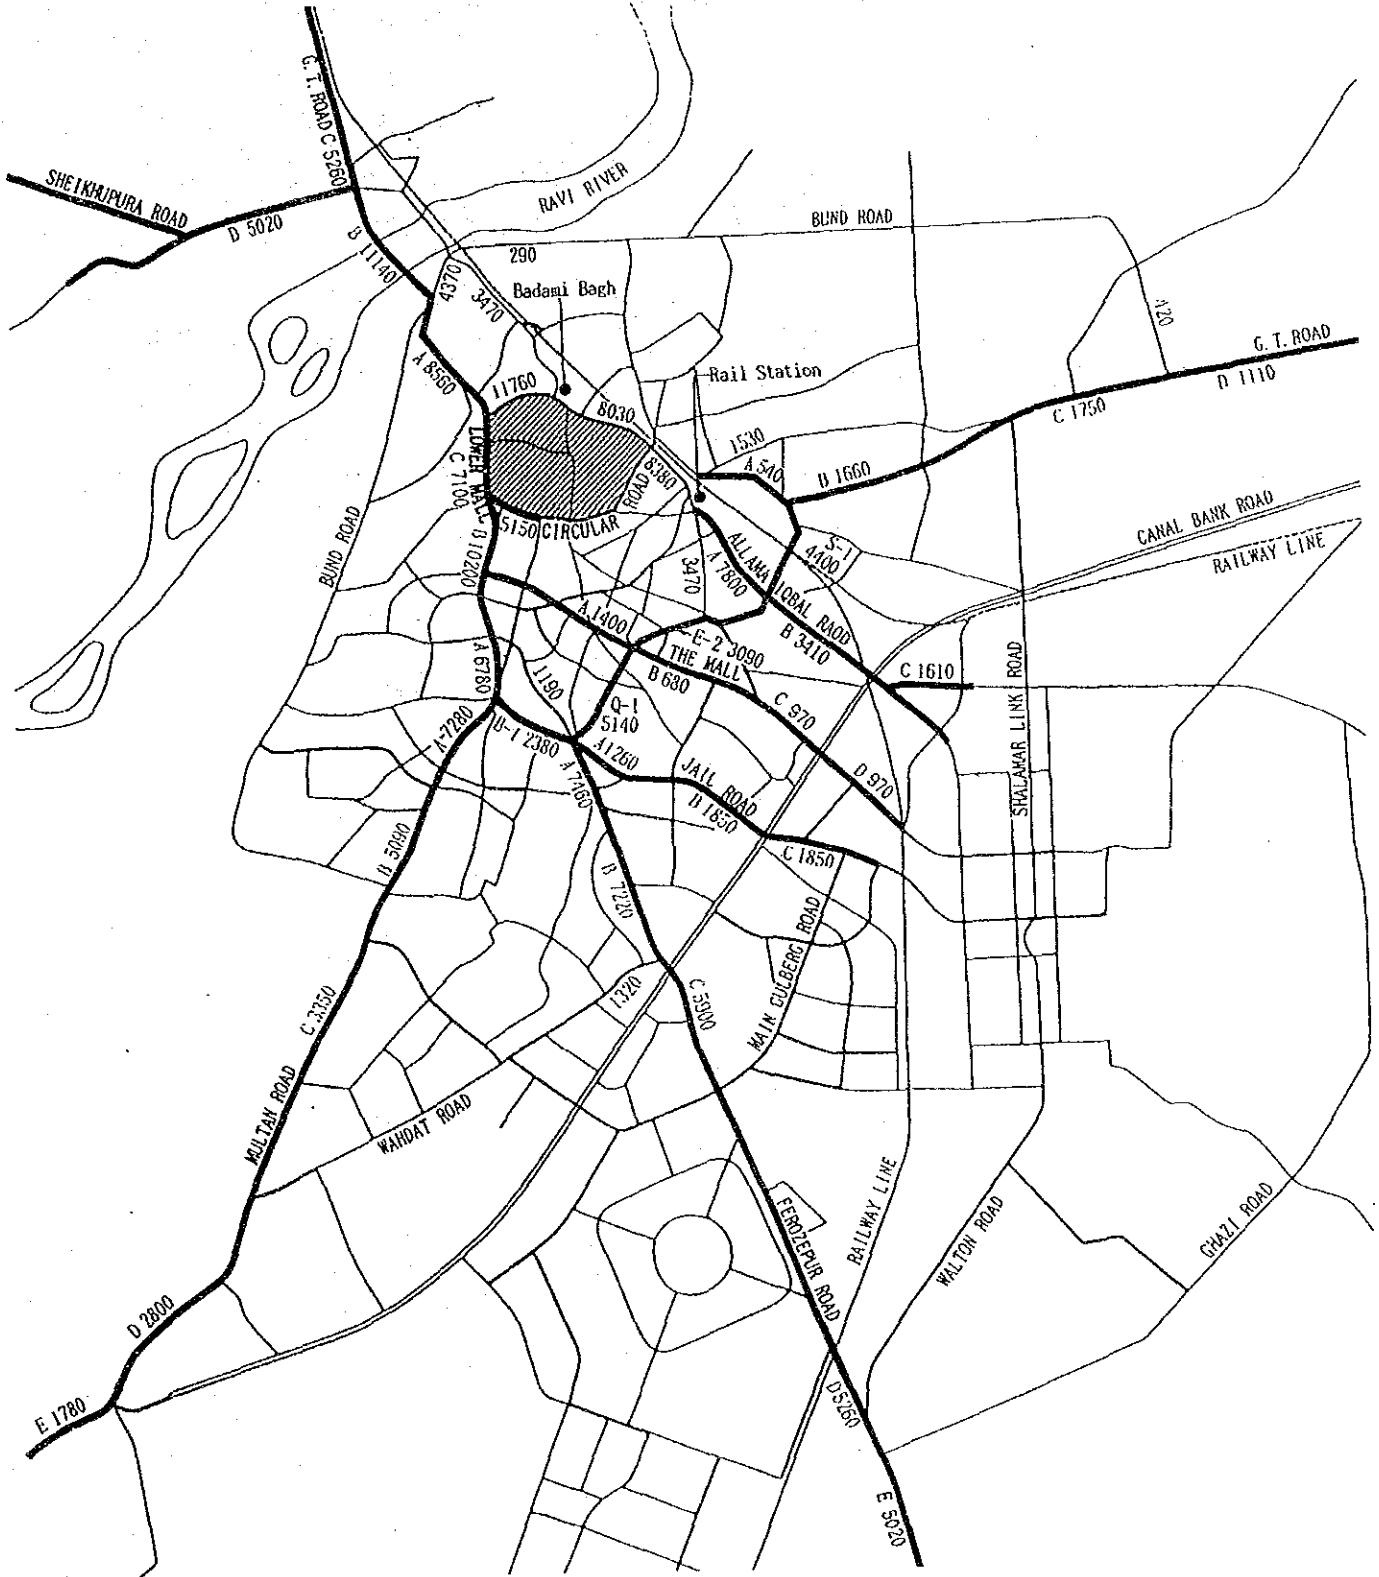 G. T. ROAD C 5260
SHEIKHUPURA ROAD
D 5020
RAVI RIVER
BUND ROAD
B 11140
290
4370
3470
Badami Bagh
420
G. T. ROAD
D 1110
A 8560
11760
Rail Station
8030
C 1750
1530
LOWER MALL
C 7100
8380
A 540
B 1660
5150 CIRCULAR ROAD
CANAL BANK ROAD
RAILWAY LINE
BUND ROAD
B 10200
S-1
4400
ALLAMA IQBAL RAOD
A 7800
3470
A 1400
E-2 3090
B 3410
THE MALL
A 6780
1190
B 680
C 1610
SHALAMAR LINK ROAD
Q-1
5140
C 970
A-7280
B-1 2380
A1260
JAIL ROAD
D 970
A 7460
B 1850
B 5090
C 1850
B 7220
MAIN GULBERG ROAD
1320
C 3350
C 5900
MULTAN ROAD
WAHDAT ROAD
RAILWAY LINE
WALTON ROAD
GHAZI ROAD
FEROZEPUR ROAD
D 2800
D5260
E 1780
E 5020